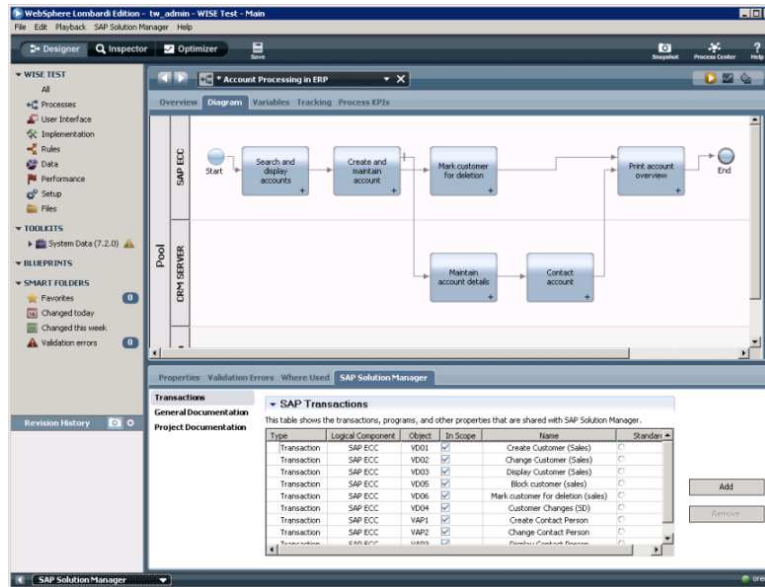 WebSphere Lombardi Edition - tw_admin - WISE Test - Main
File Edit Playback SAP Solution Manager Help
Designer Inspector Optimizer Save Snapshot Process Center Help
WISE TEST
All
Processes
User Interface
Implementation
Rules
Data
Performance
Setup
Files
TOOLKITS
System Data (7.2.0)
BLUEPRINTS
SMART FOLDERS
Favorites 0
Changed today
Changed this week
Validation errors 0
Revision History
* Account Processing in ERP
Overview Diagram Variables Tracking Process KPIs
Pool
SAP ECC
Start
Search and
display
accounts
Create and
maintain
account
Mark customer
for deletion
Print account
overview
End
CRM SERVER
Maintain
account details
Contact
account
Properties Validation Errors Where Used SAP Solution Manager
Transactions
General Documentation
Project Documentation
SAP Transactions
This table shows the transactions, programs, and other properties that are shared with SAP Solution Manager.
Type Logical Component Object In Scope Name Standar
Transaction SAP ECC VD01 Create Customer (Sales)
Transaction SAP ECC VD02 Change Customer (Sales)
Transaction SAP ECC VD03 Display Customer (Sales)
Transaction SAP ECC VD05 Block customer (sales)
Transaction SAP ECC VD06 Mark customer for deletion (sales)
Transaction SAP ECC VD04 Customer Changes (SD)
Transaction SAP ECC VAP1 Create Contact Person
Transaction SAP ECC VAP2 Change Contact Person
Transaction SAP ECC VAP3 Display Contact Person
Add
Remove
SAP Solution Manager